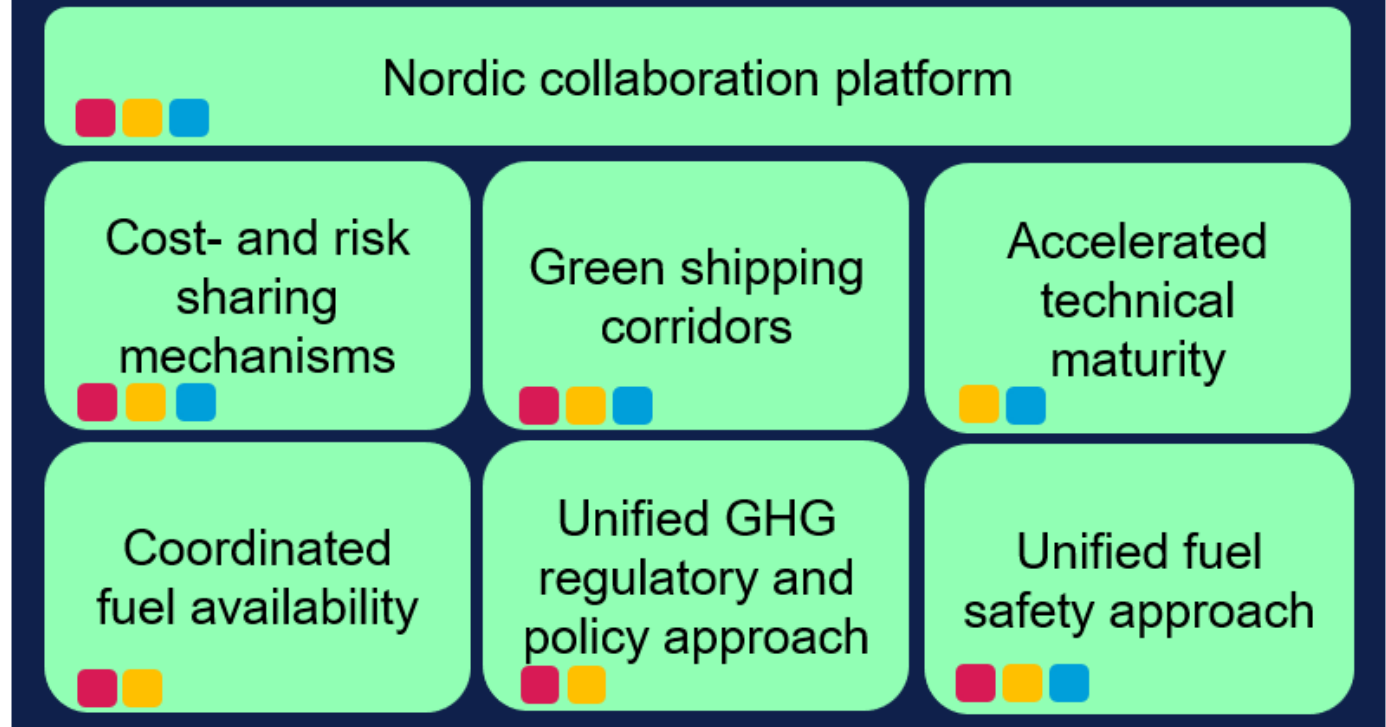 Nordic collaboration platform
Cost- and risk
sharing
mechanisms
Green shipping
corridors
Accelerated
technical
maturity
Coordinated
fuel availability
Unified GHG
regulatory and
policy approach
Unified fuel
safety approach